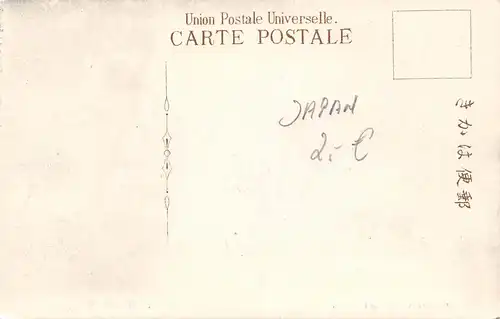 Union Postale Universelle.
CARTE POSTALE
JAPAN
2,- €
きかは便郵